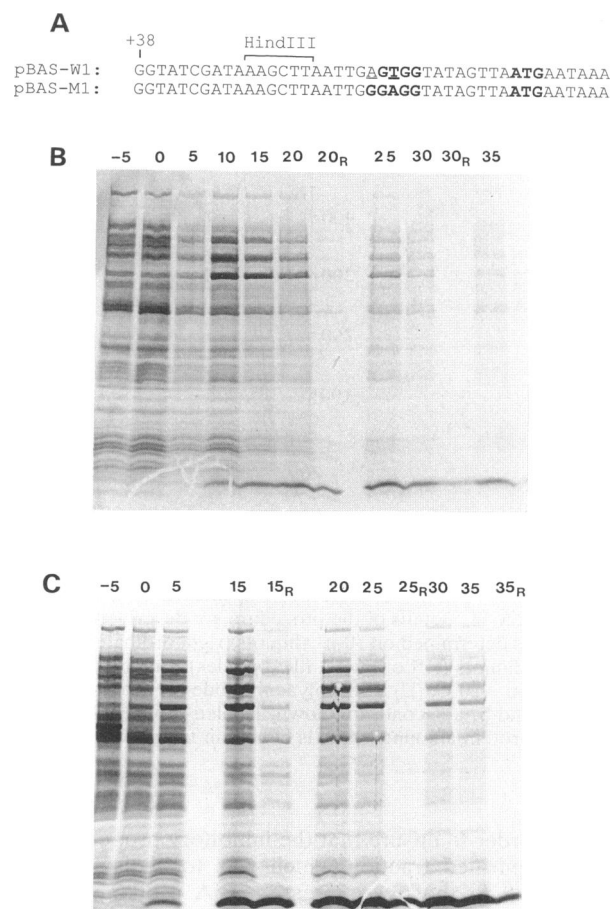 A
+38 HindIII
pBAS-W1: GGTATCGATAAAGCTTAATTGAGTGGTATAGTTAATGAATAAA
pBAS-M1: GGTATCGATAAAGCTTAATTGGGAGGTATAGTTAATGAATAAA
B
-5 0 5 10 15 20 20R 25 30 30R 35
C
-5 0 5 15 15R 20 25 25R 30 35 35R